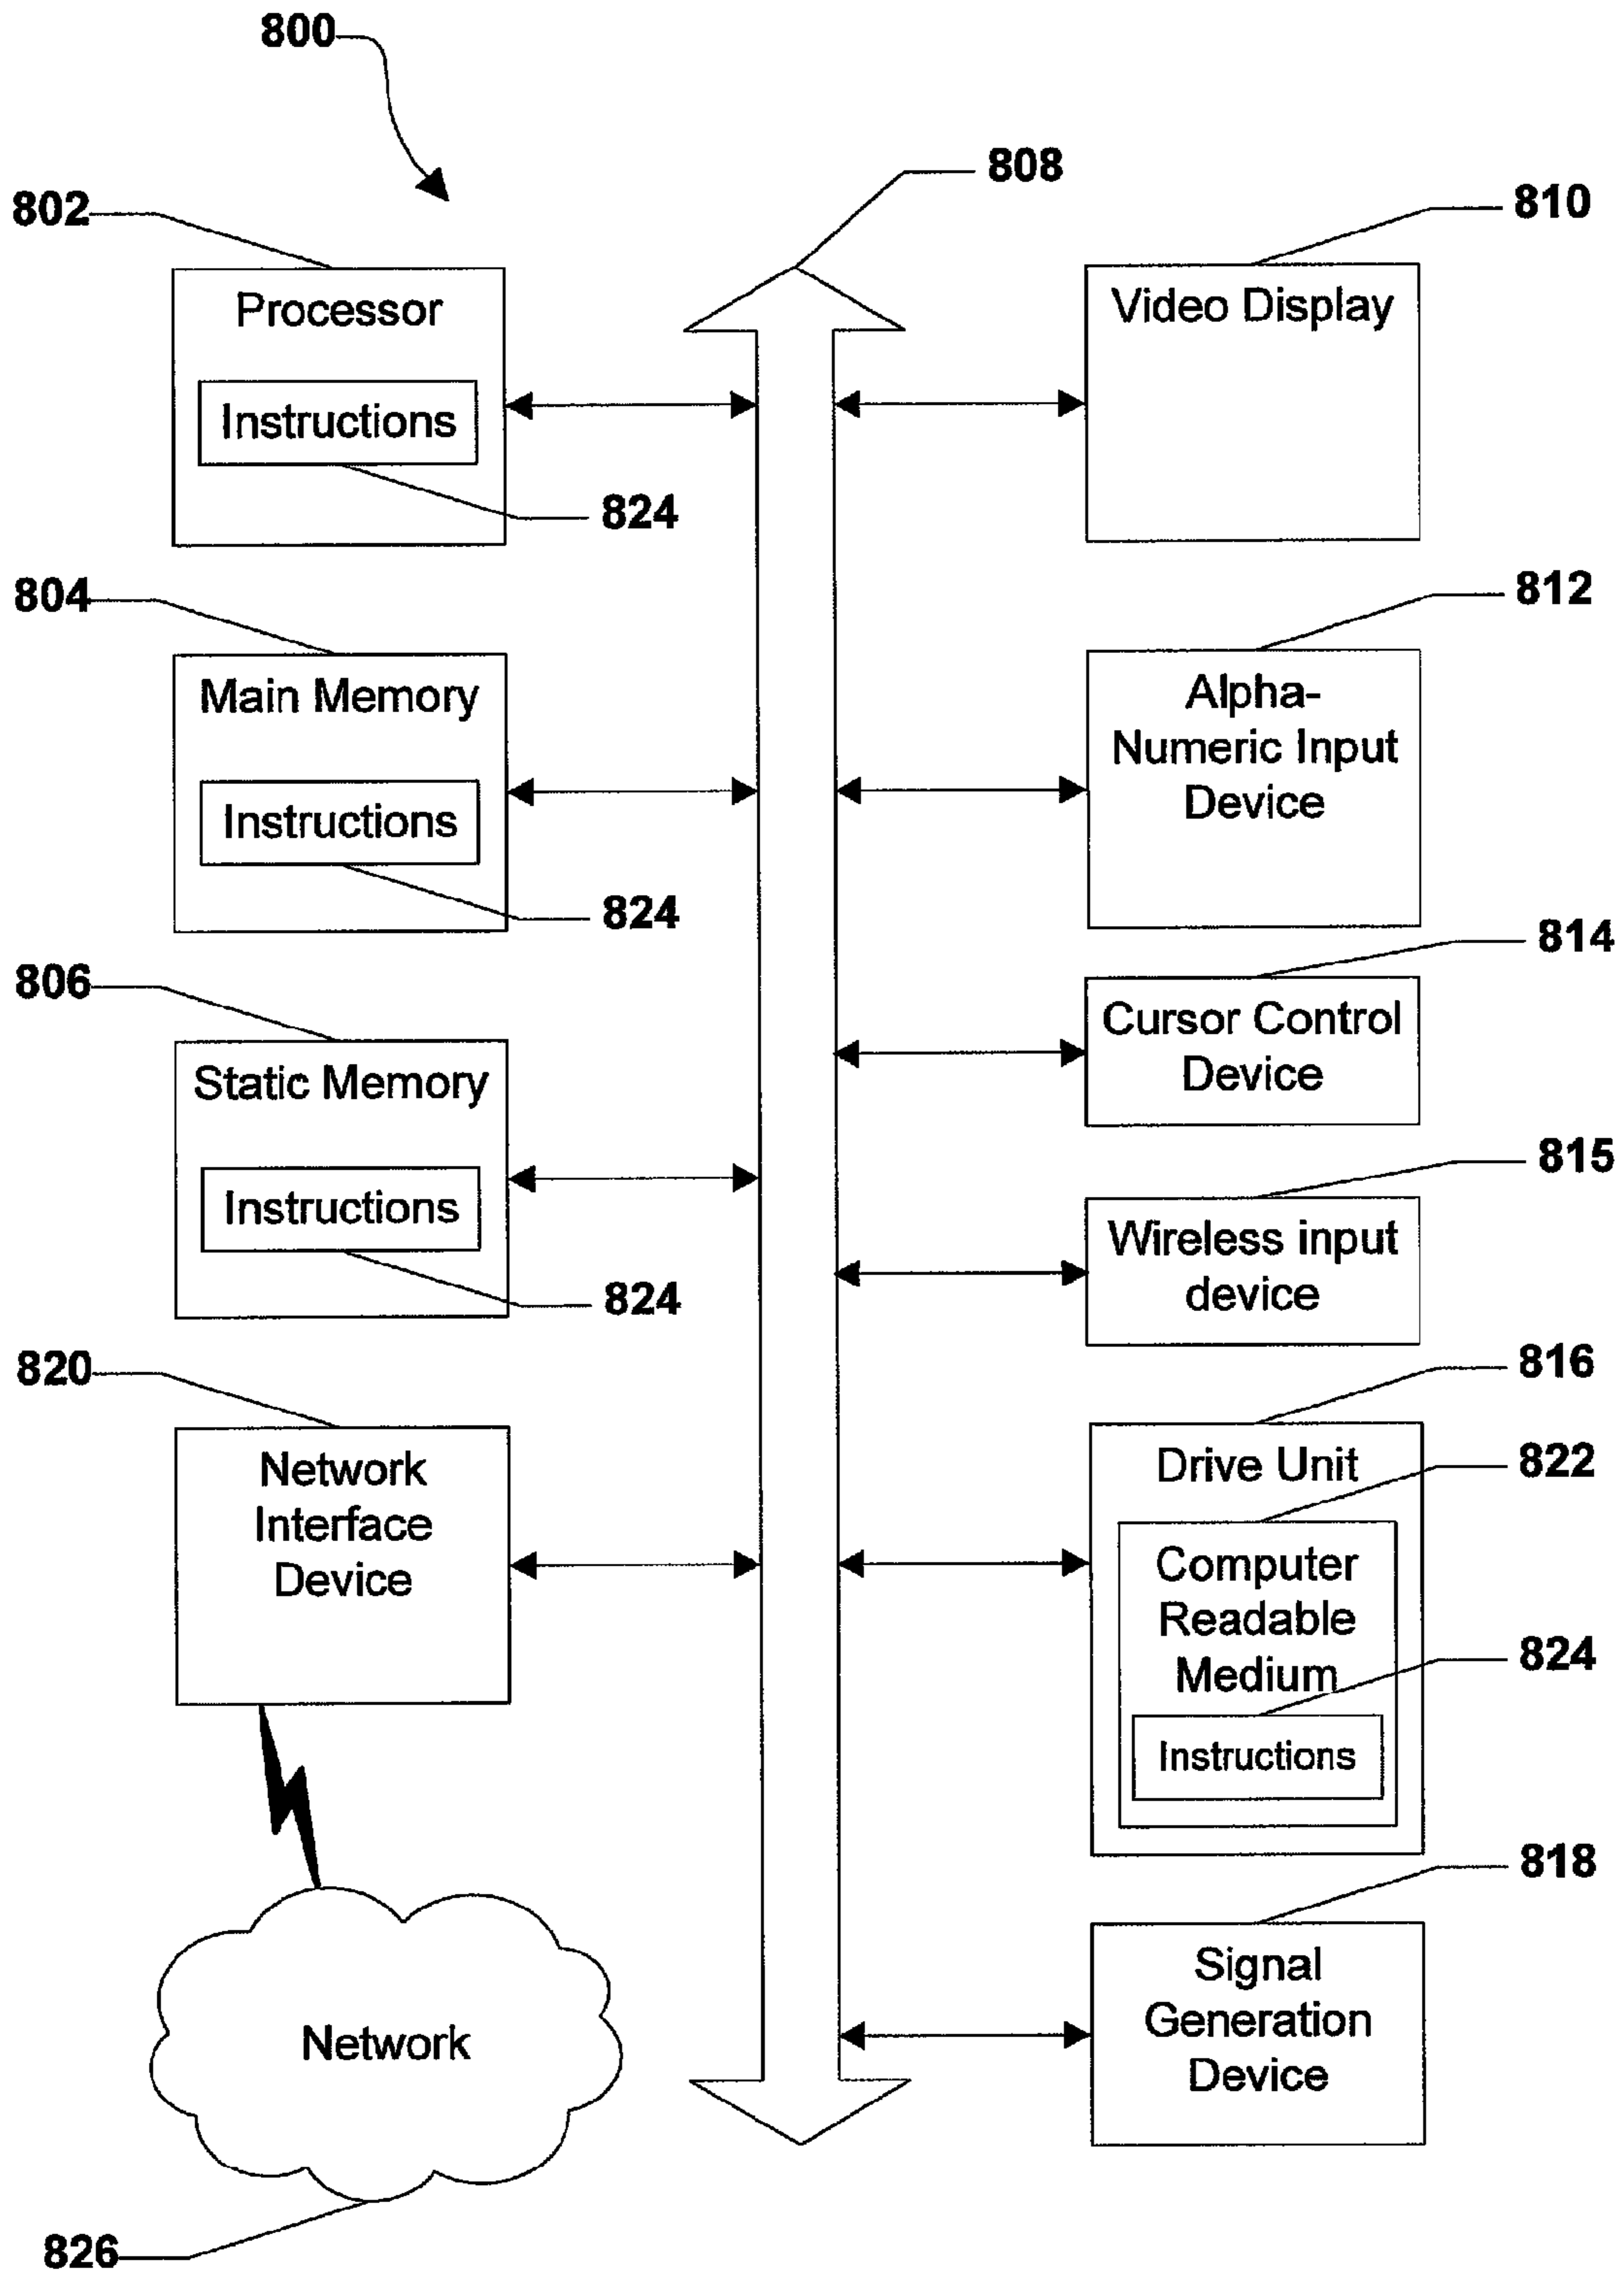 800
808
802
810
Processor
Video Display
Instructions
824
804
812
Main Memory
Alpha-
Numeric Input
Device
Instructions
824
814
806
Cursor Control
Device
Static Memory
815
Instructions
Wireless input
device
824
820
816
Network
Interface
Device
Drive Unit
822
Computer
Readable
Medium
824
Instructions
818
Signal
Generation
Device
Network
826